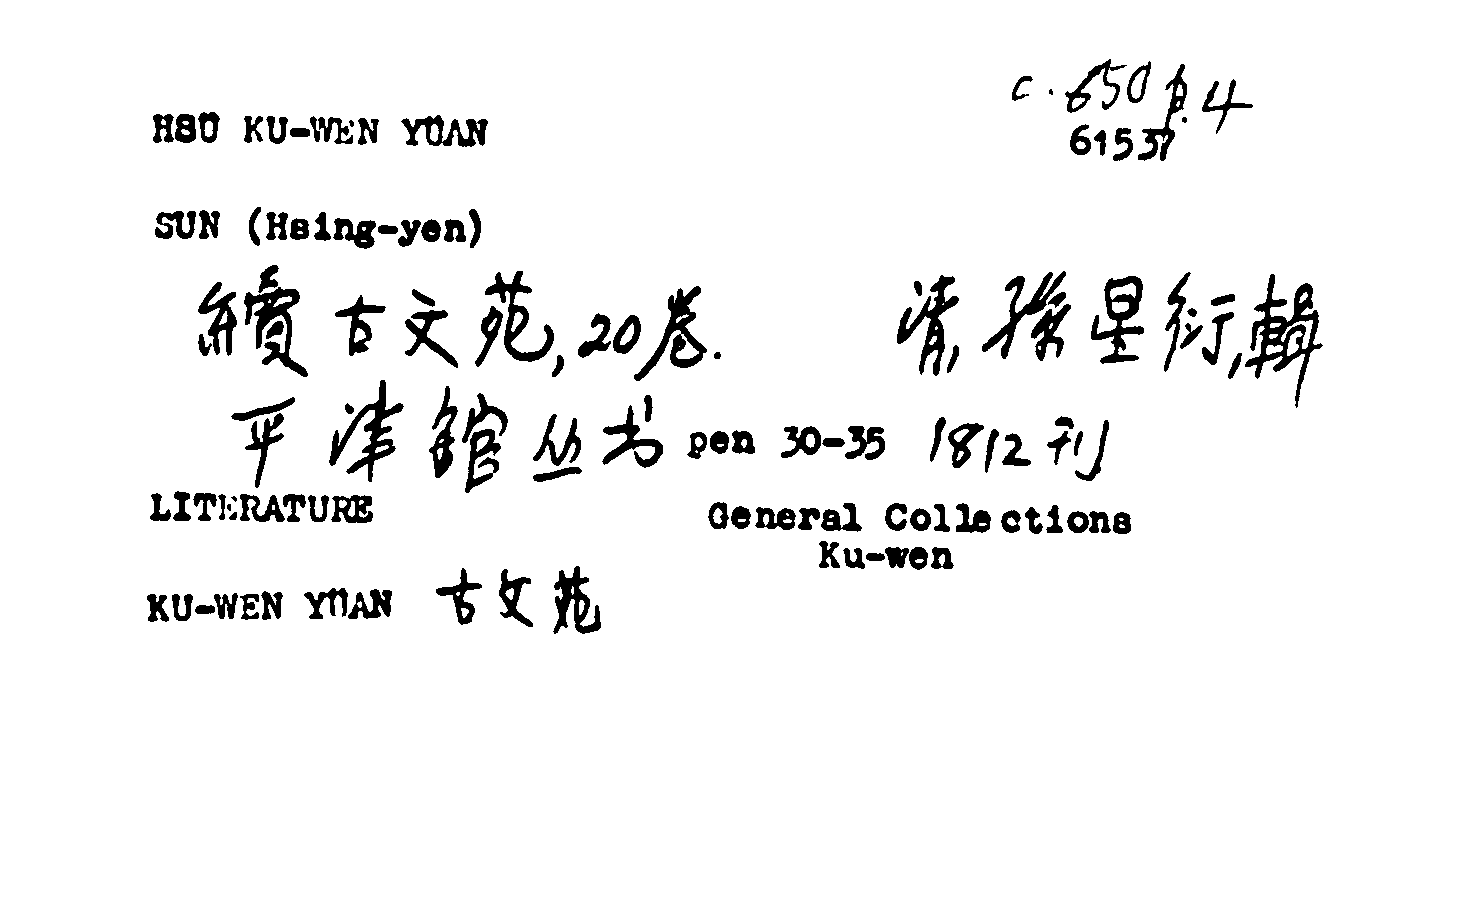 c. 650 p. 4
HSÜ KU-WEN YÜAN
61537
SUN (Hsing-yen)
續古文苑, 20卷. 清, 孫星衍, 輯
平津館丛书 pen 30-35 1812刊
LITERATURE
General Collections
Ku-wen
KU-WEN YÜAN 古文苑